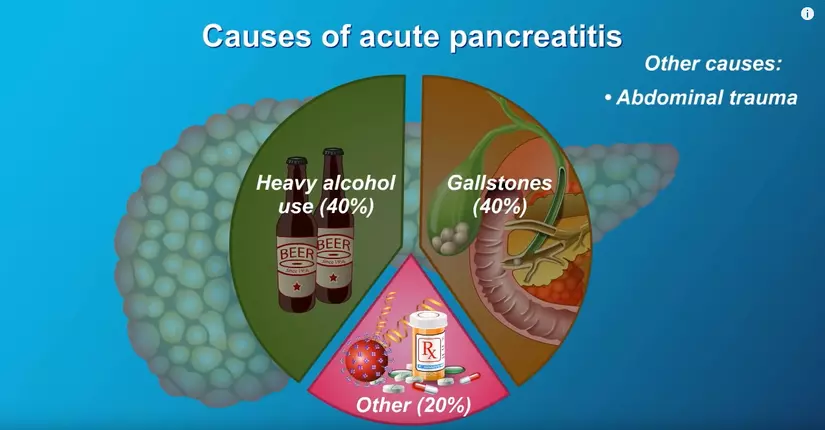 Causes of acute pancreatitis
Other causes:
• Abdominal trauma
Heavy alcohol
use (40%)
Gallstones
(40%)
BEER
BEER
Rx
Other (20%)